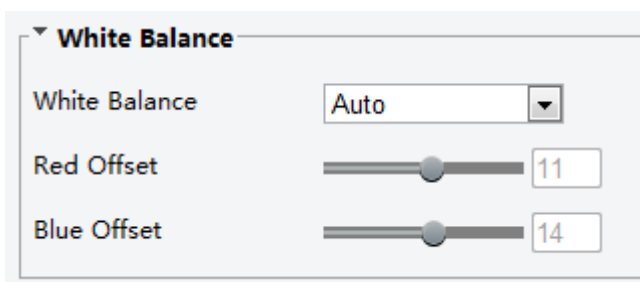 White Balance
White Balance Auto
Red Offset 11
Blue Offset 14